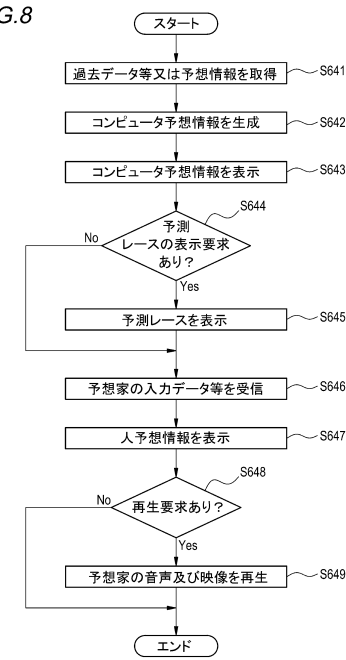 G.8
スタート
過去データ等又は予想情報を取得
S641
コンピュータ予想情報を生成
S642
コンピュータ予想情報を表示
S643
S644
予測
レースの表示要求
あり？
No
Yes
予測レースを表示
S645
予想家の入力データ等を受信
S646
人予想情報を表示
S647
S648
再生要求あり？
No
Yes
予想家の音声及び映像を再生
S649
エンド